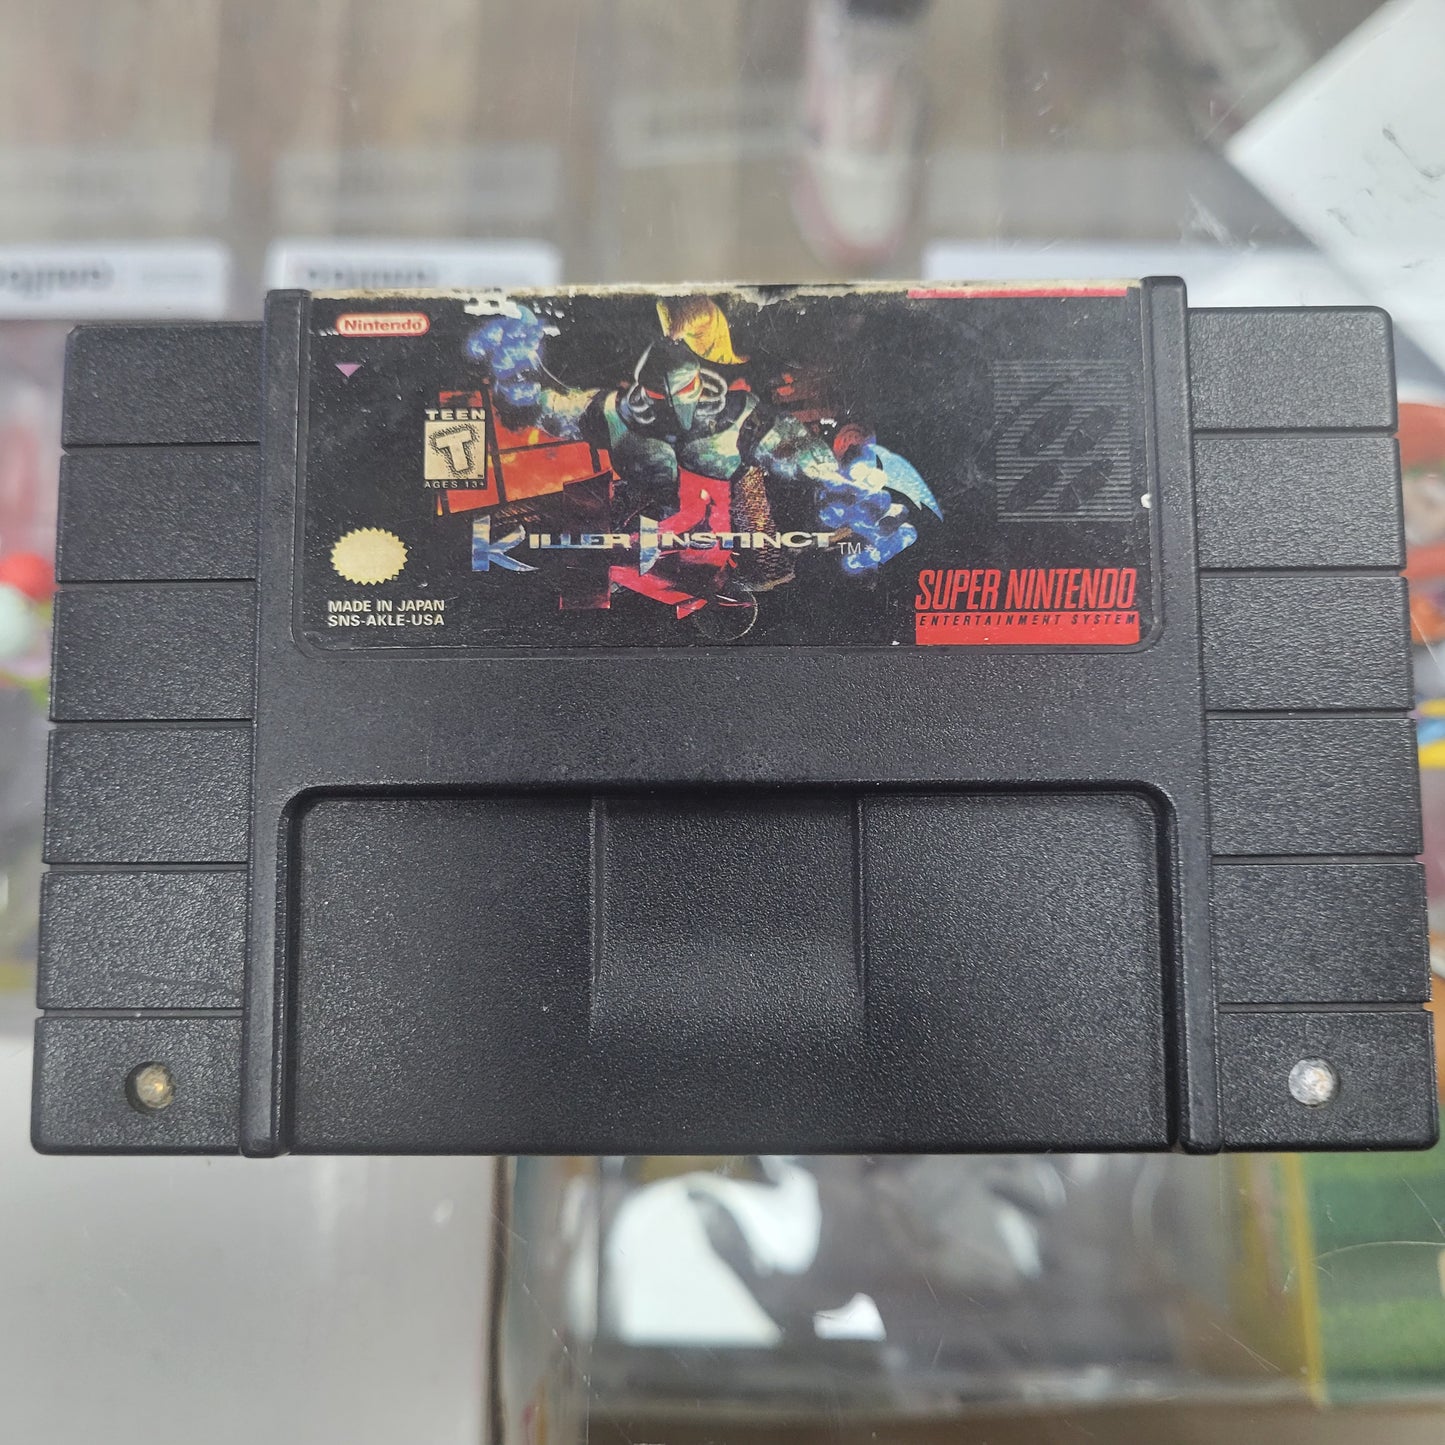 Nintendo
TEEN
T
AGES 13+
KILLER INSTINCT TM
MADE IN JAPAN
SNS-AKLE-USA
SUPER NINTENDO
ENTERTAINMENT SYSTEM